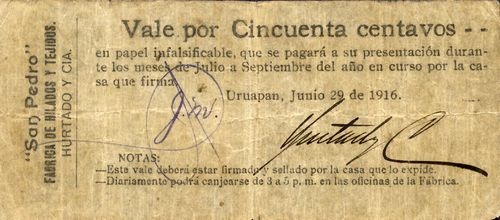 "San Pedro"
FÁBRICA DE HILADOS Y TEJIDOS.
HURTADO Y CIA.
Vale por Cincuenta centavos --
en papel infalsificable, que se pagará a su presentación duran-
te los meses de Julio a Septiembre del año en curso por la ca-
sa que firma.
Uruapan, Junio 29 de 1916.
Hurtado C
NOTAS:
—Este vale deberá estar firmado y sellado por la casa que lo expide.
—Diariamente podrá canjearse de 3 a 5 p. m. en las oficinas de la Fábrica.